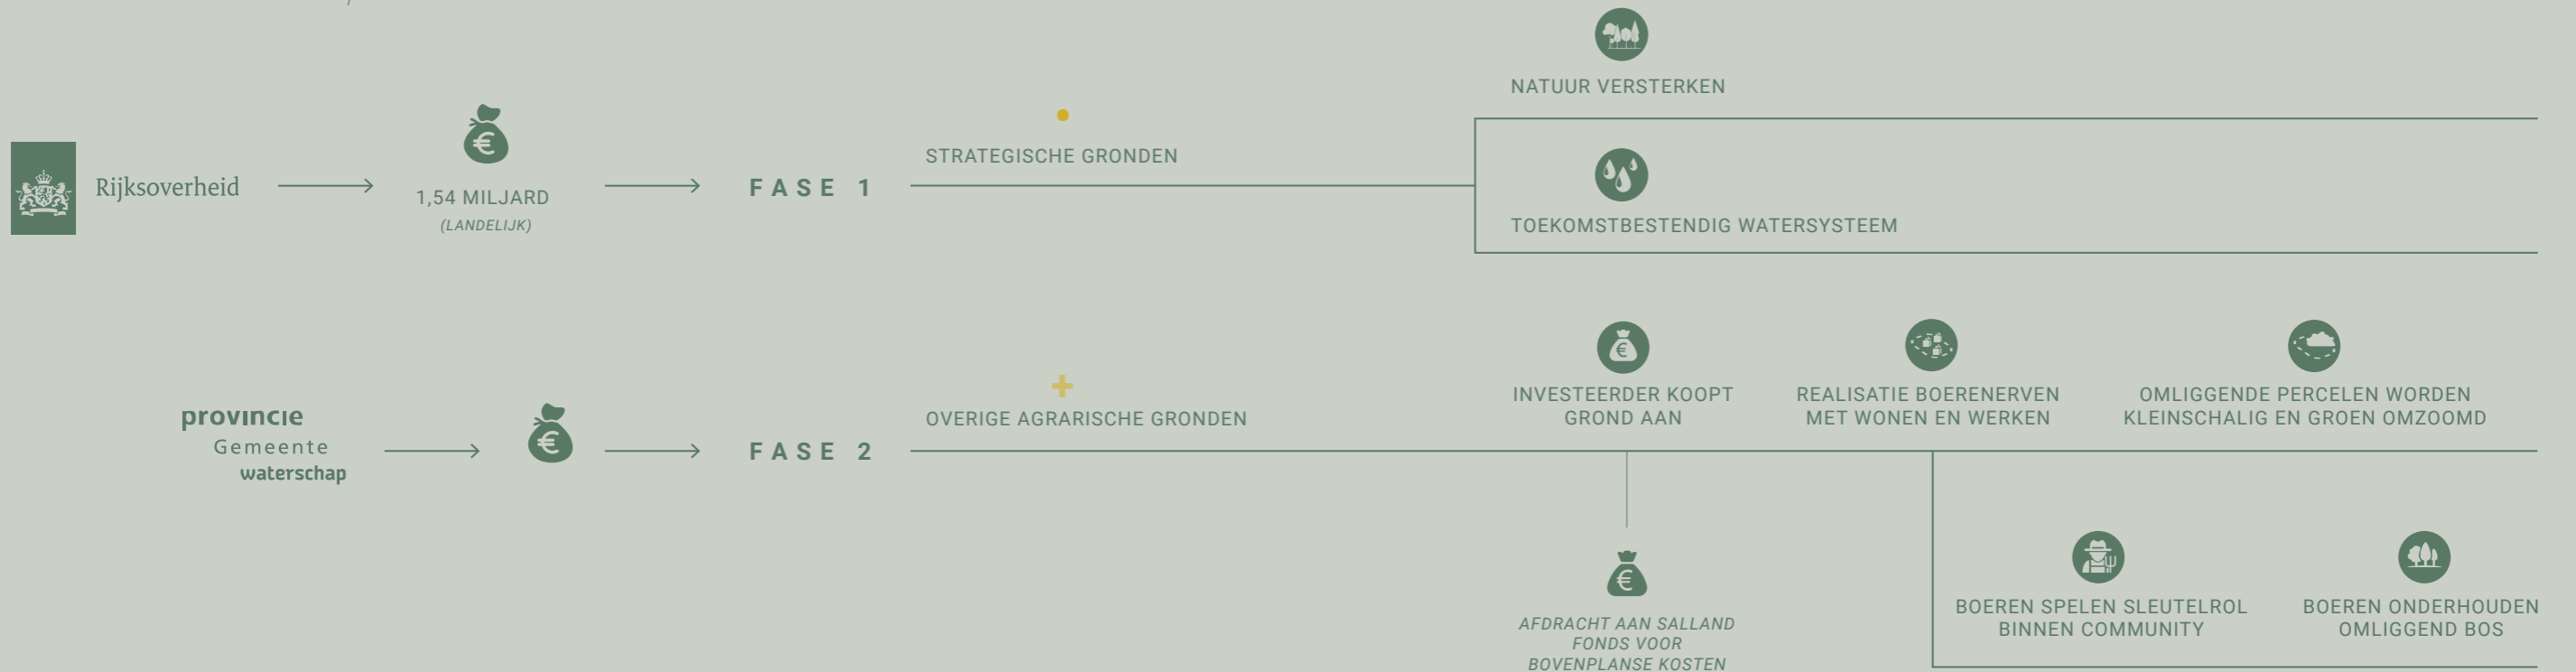 NATUUR VERSTERKEN
STRATEGISCHE GRONDEN
Rijksoverheid
1,54 MILJARD
(LANDELIJK)
FASE 1
TOEKOMSTBESTENDIG WATERSYSTEEM
provincie
Gemeente
waterschap
FASE 2
OVERIGE AGRARISCHE GRONDEN
INVESTEERDER KOOPT
GROND AAN
REALISATIE BOERENERVEN
MET WONEN EN WERKEN
OMLIGGENDE PERCELEN WORDEN
KLEINSCHALIG EN GROEN OMZOOMD
AFDRACHT AAN SALLAND
FONDS VOOR
BOVENPLANSE KOSTEN
BOEREN SPELEN SLEUTELROL
BINNEN COMMUNITY
BOEREN ONDERHOUDEN
OMLIGGEND BOS